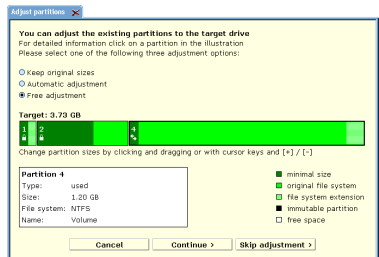 Adjust partitions
You can adjust the existing partitions to the target drive
For detailed information click on a partition in the illustration
Please select one of the following three adjustment options:
Keep original sizes
Automatic adjustment
Free adjustment
Target: 3.73 GB
1 2 4
Change partition sizes by clicking and dragging or with cursor keys and [+] / [-]
Partition 4
Type: used
Size: 1.20 GB
File system: NTFS
Name: Volume
minimal size
original file system
file system extension
immutable partition
free space
Cancel Continue > Skip adjustment >